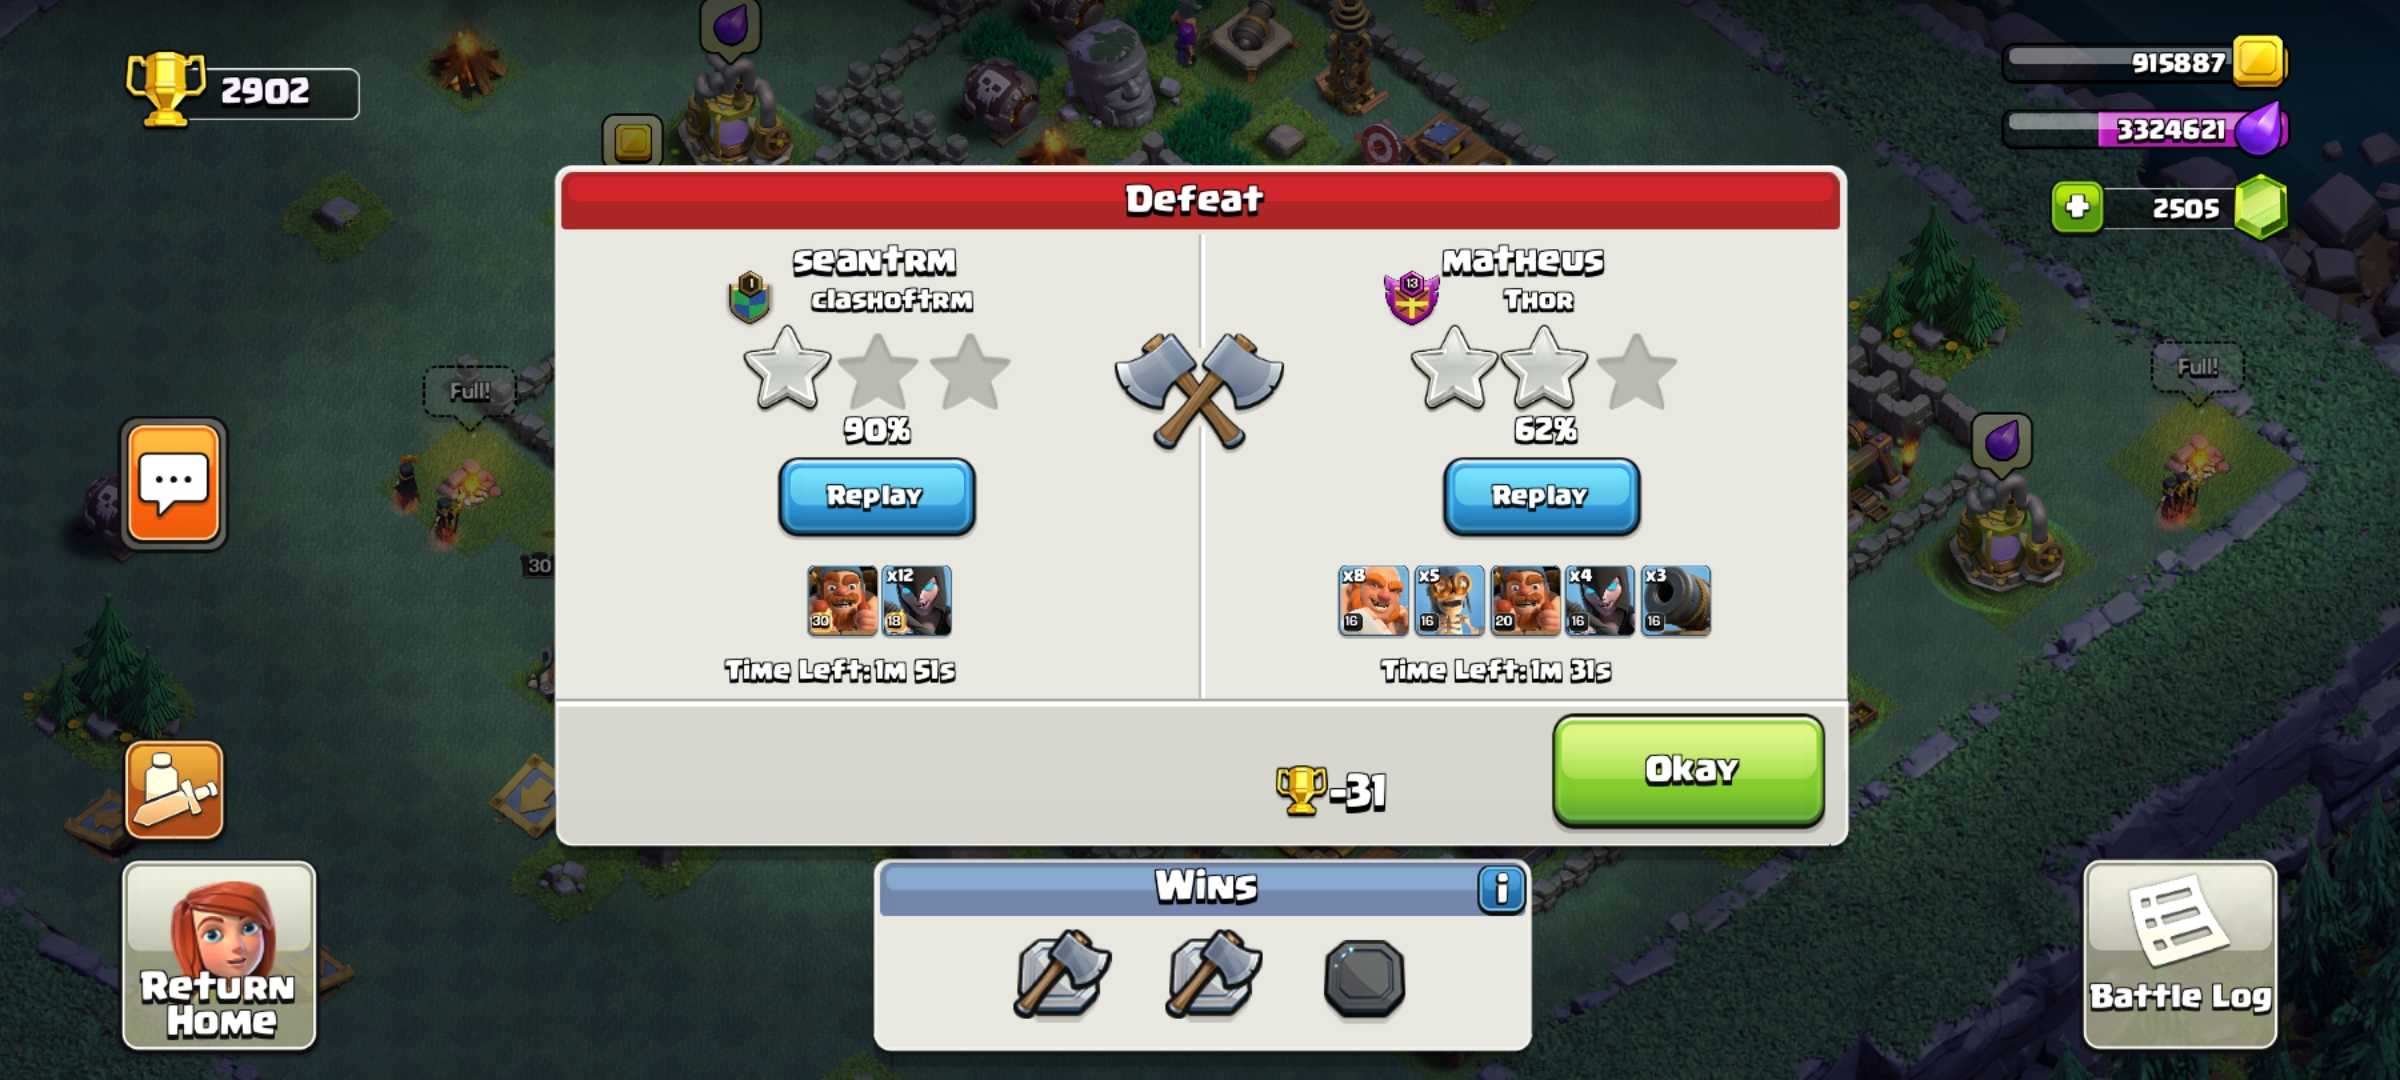 2902
915887
3324621
2505
Defeat
seantrm
clashoftrm
1
90%
Replay
30
x12
18
Time Left:1m 51s
Matheus
Thor
13
62%
Replay
x8
16
x5
16
20
x4
16
x3
16
Time Left:1m 31s
Full!
Full!
30
-31
Okay
Wins
i
Return
Home
Battle Log